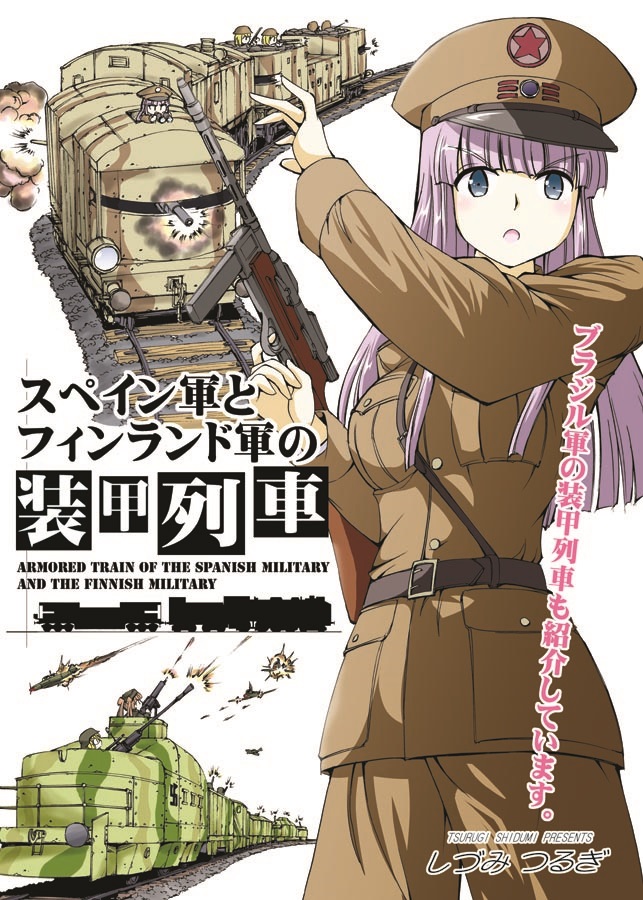 スペイン軍と
フィンランド軍の
装甲列車
ARMORED TRAIN OF THE SPANISH MILITARY
AND THE FINNISH MILITARY
ブラジル軍の装甲列車も紹介しています。
TSURUGI SHIDUMI PRESENTS
しづみ つるぎ